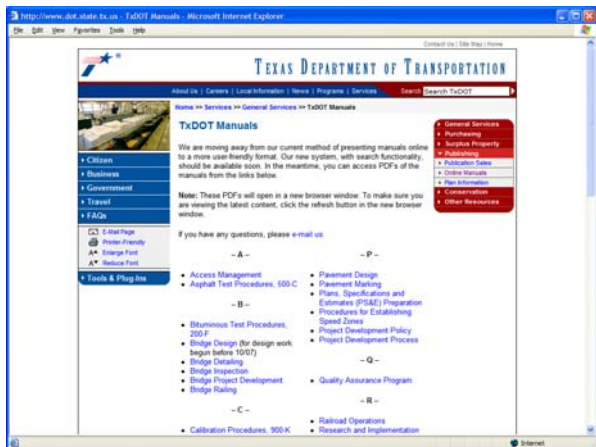 http://www.dot.state.tx.us - TxDOT Manuals - Microsoft Internet Explorer
File Edit View Favorites Tools Help
Contact Us | Site Map | Home
TEXAS DEPARTMENT OF TRANSPORTATION
About Us | Careers | Local Information | News | Programs | Services
Search Search TxDOT
Home >> Services >> General Services >> TxDOT Manuals
TxDOT Manuals
We are moving away from our current method of presenting manuals online
to a more user-friendly format. Our new system, with search functionality,
should be available soon. In the meantime, you can access PDFs of the
manuals from the links below.
Note: These PDFs will open in a new browser window. To make sure you
are viewing the latest content, click the refresh button in the new browser
window.
If you have any questions, please e-mail us.
Citizen
Business
Government
Travel
FAQs
E-Mail Page
Printer-Friendly
A+ Enlarge Font
A- Reduce Font
Tools & Plug-Ins
General Services
Purchasing
Surplus Property
Publishing
Publication Sales
Online Manuals
Plan Information
Conservation
Other Resources
– A –
Access Management
Asphalt Test Procedures, 500-C
– B –
Bituminous Test Procedures,
200-F
Bridge Design (for design work
begun before 10/07)
Bridge Detailing
Bridge Inspection
Bridge Project Development
Bridge Railing
– C –
Calibration Procedures, 900-K
– P –
Pavement Design
Pavement Marking
Plans, Specifications and
Estimates (PS&E) Preparation
Procedures for Establishing
Speed Zones
Project Development Policy
Project Development Process
– Q –
Quality Assurance Program
– R –
Railroad Operations
Research and Implementation
Internet